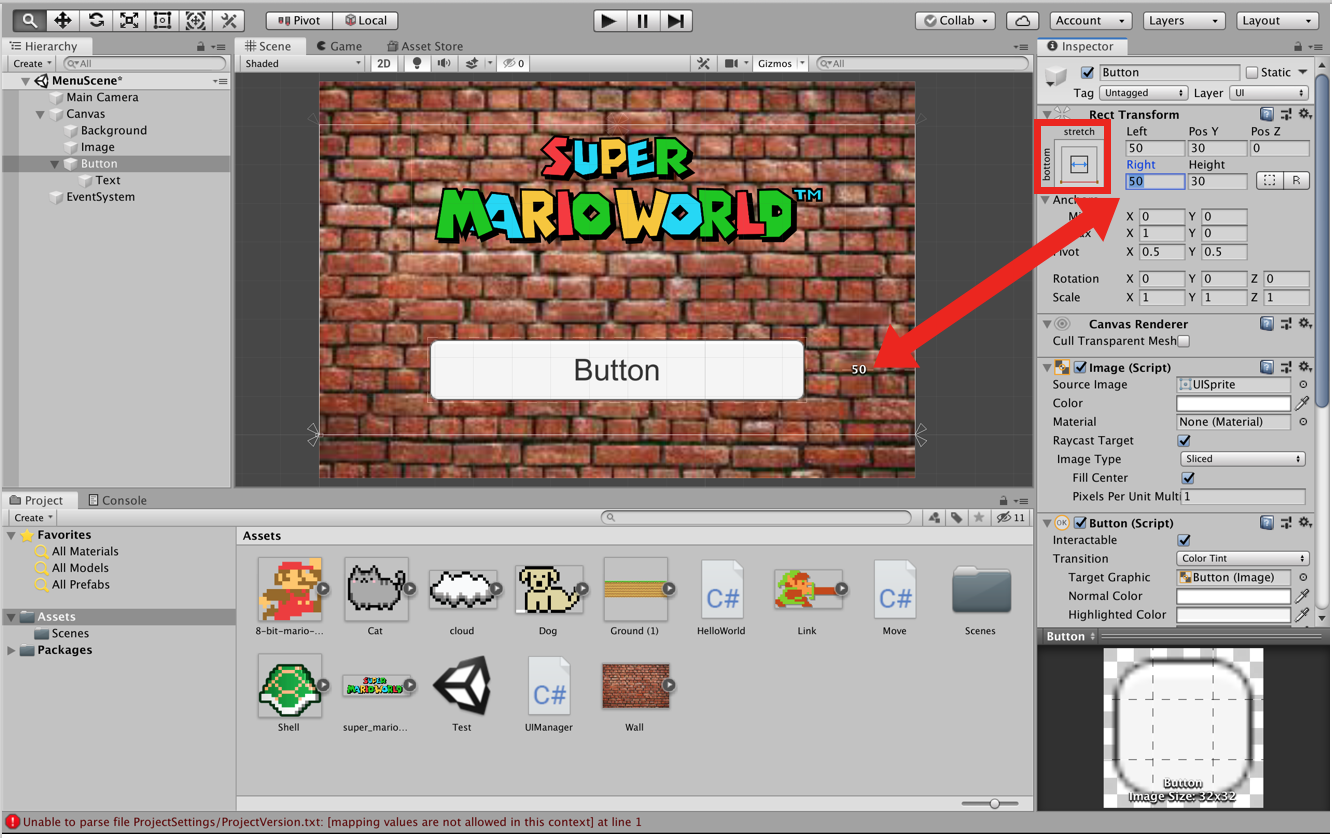 Pivot Local Collab Account Layers Layout
Hierarchy
Create All
MenuScene*
Main Camera
Canvas
Background
Image
Button
Text
EventSystem
Scene Game Asset Store
Shaded 2D 0 Gizmos All
SUPER
MARIO WORLD™
Button
50
Inspector
Button Static
Tag Untagged Layer UI
Rect Transform
stretch
bottom
Left Pos Y Pos Z
50 30 0
Right Height
50 30 R
X 0 Y 0
X 1 Y 0
Pivot X 0.5 Y 0.5
Rotation X 0 Y 0 Z 0
Scale X 1 Y 1 Z 1
Canvas Renderer
Cull Transparent Mesh
Image (Script)
Source Image UISprite
Color
Material None (Material)
Raycast Target
Image Type Sliced
Fill Center
Pixels Per Unit Multi 1
Button (Script)
OK
Interactable
Transition Color Tint
Target Graphic Button (Image)
Normal Color
Highlighted Color
Button
Button
Image Size: 32x32
Project Console
Create 11
Favorites
All Materials
All Models
All Prefabs
Assets
Scenes
Packages
Assets
C# C#
8-bit-mario-... Cat cloud Dog Ground (1) HelloWorld Link Move Scenes
SUPER
MARIO WORLD
C#
Shell super_mario... Test UIManager Wall
Unable to parse file ProjectSettings/ProjectVersion.txt: [mapping values are not allowed in this context] at line 1